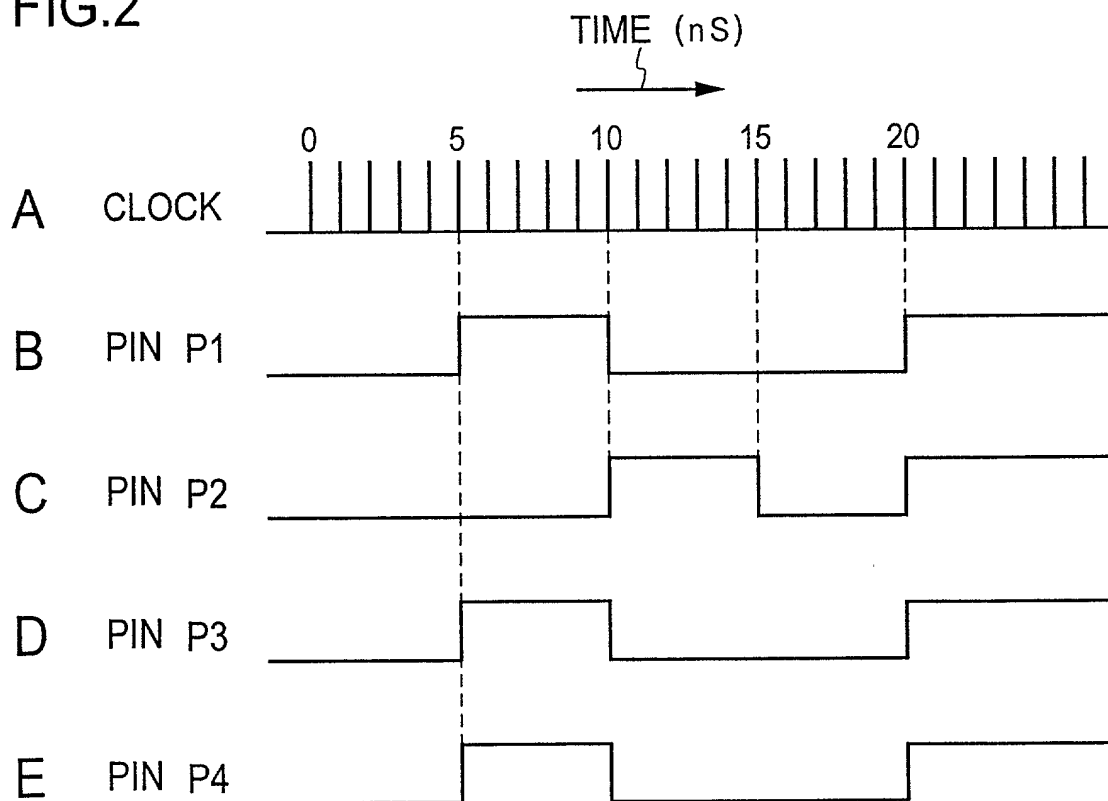 FIG.2
TIME (nS)
0 5 10 15 20
A CLOCK
B PIN P1
C PIN P2
D PIN P3
E PIN P4